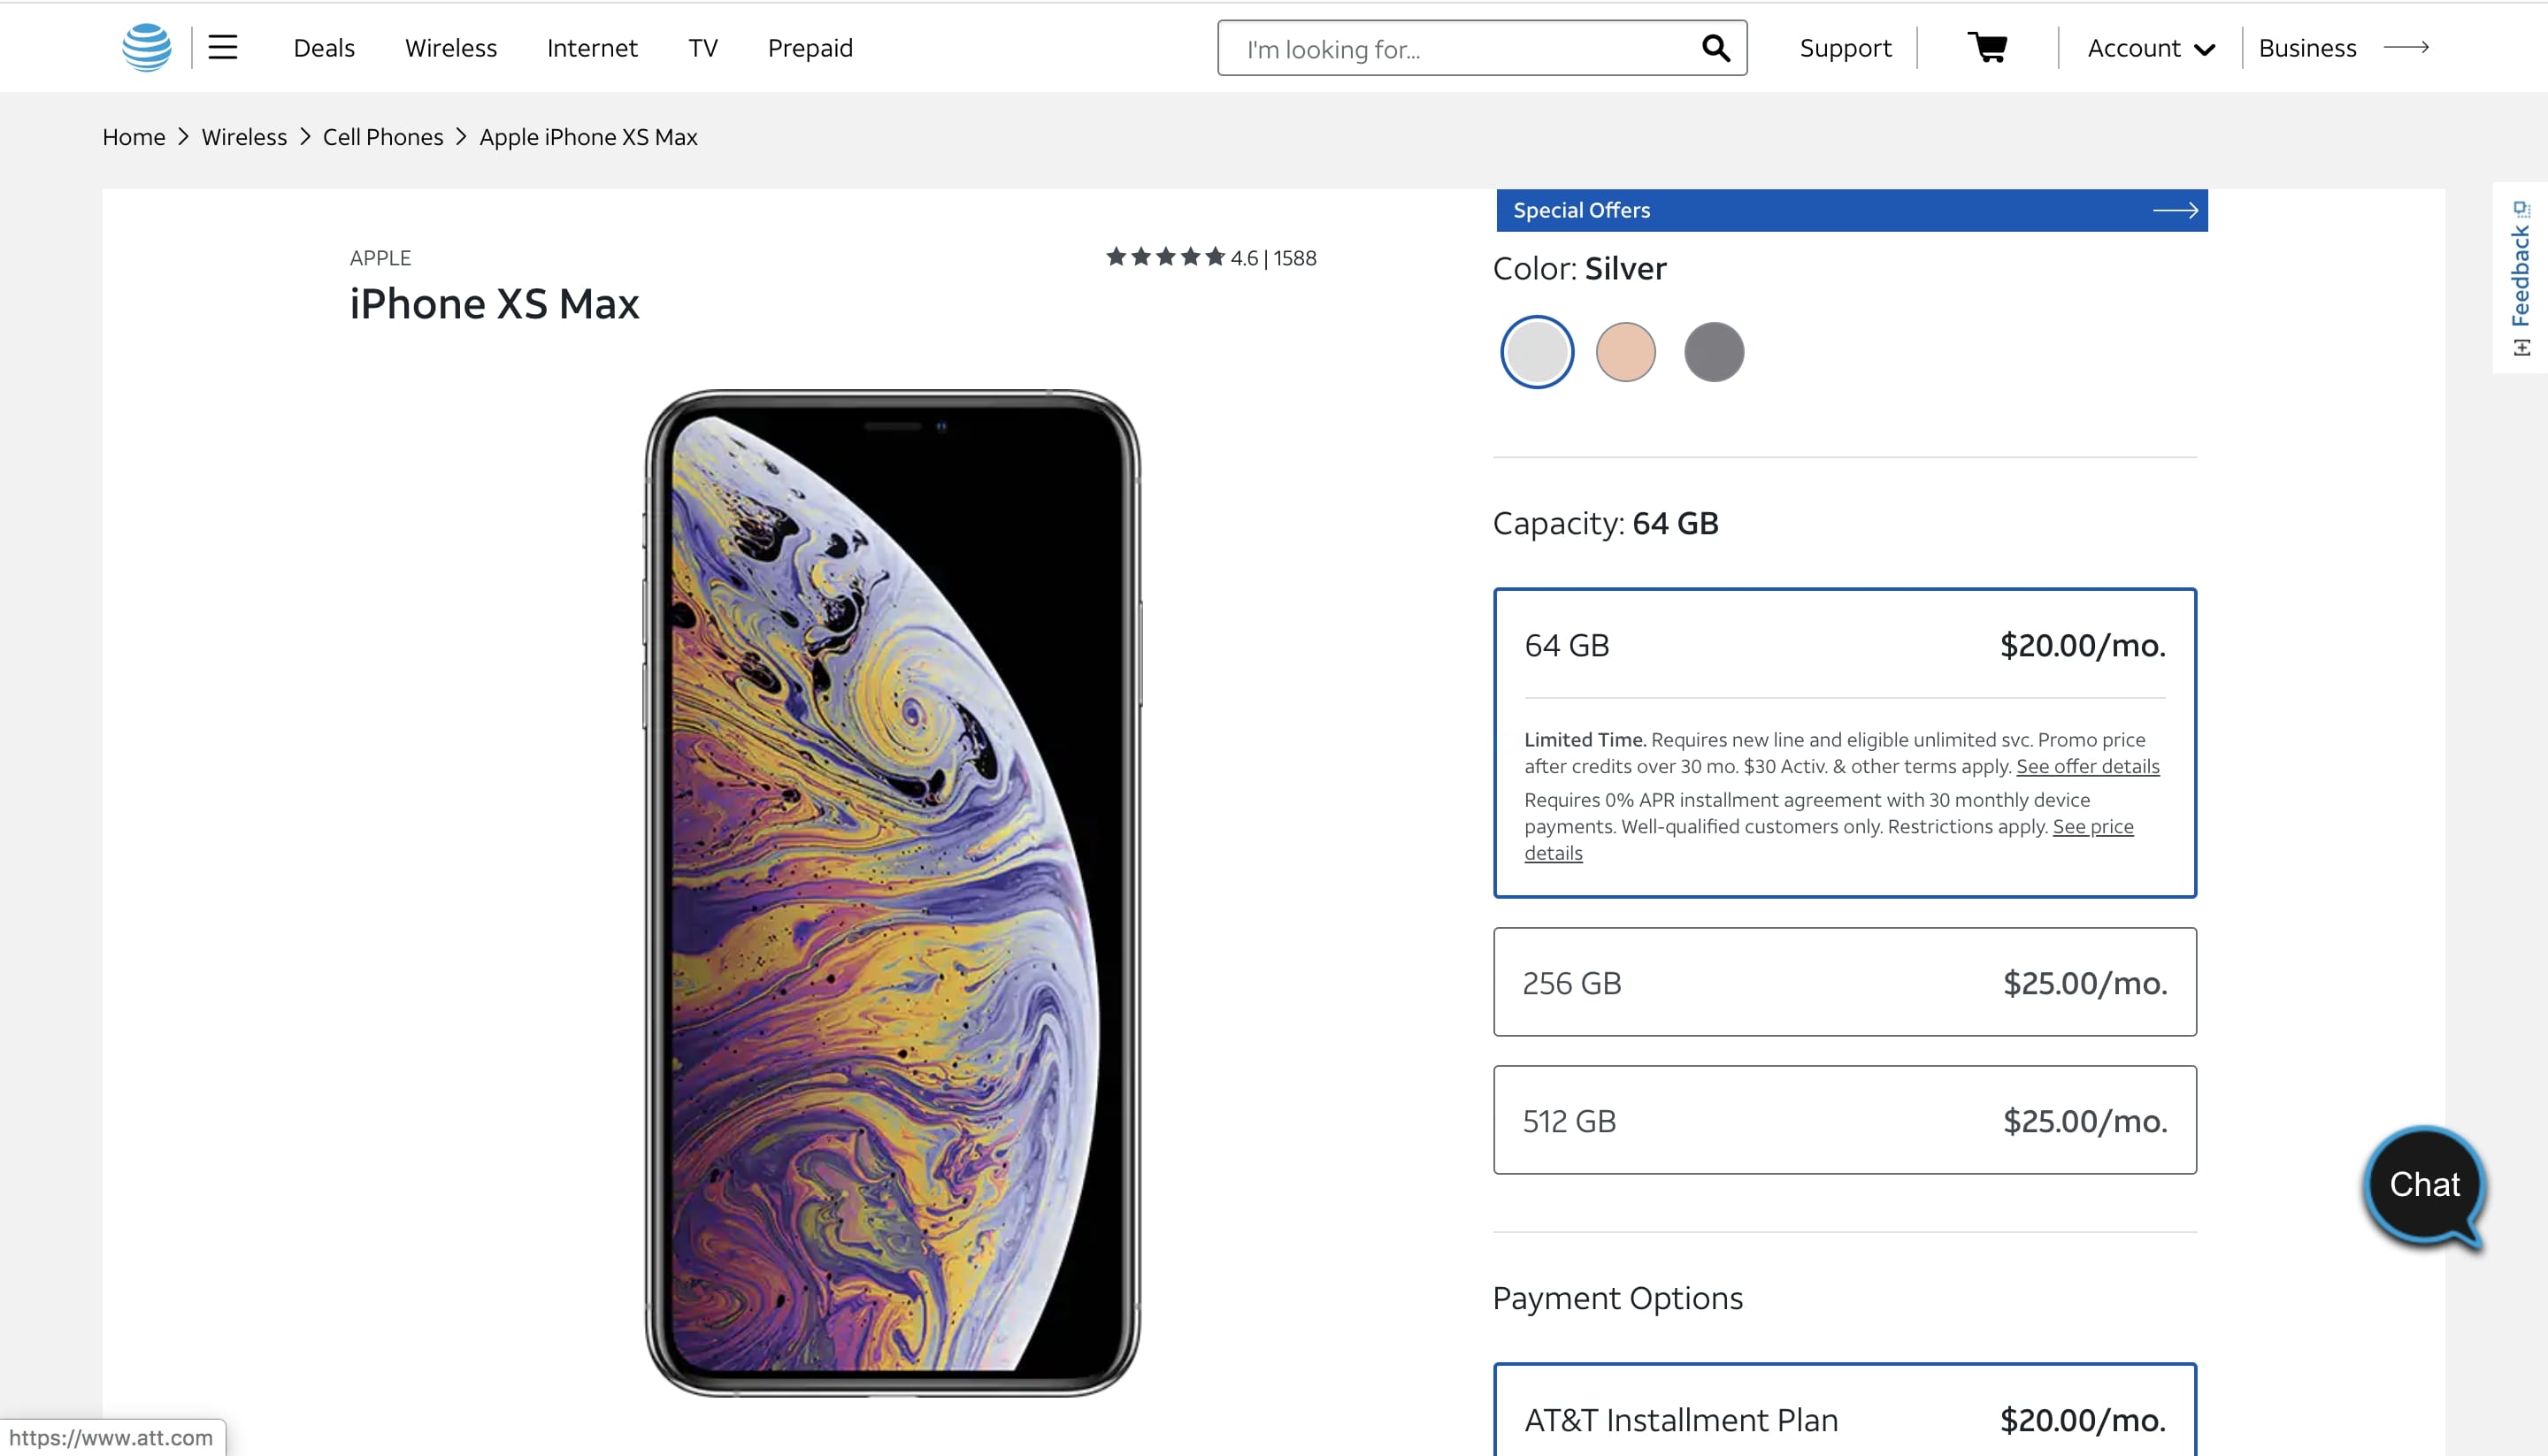 Deals Wireless Internet TV Prepaid I'm looking for... Support Account Business
Home > Wireless > Cell Phones > Apple iPhone XS Max
APPLE
4.6 | 1588
iPhone XS Max
Special Offers
Color: Silver
Capacity: 64 GB
64 GB $20.00/mo.
Limited Time. Requires new line and eligible unlimited svc. Promo price
after credits over 30 mo. $30 Activ. & other terms apply. See offer details
Requires 0% APR installment agreement with 30 monthly device
payments. Well-qualified customers only. Restrictions apply. See price
details
256 GB $25.00/mo.
512 GB $25.00/mo.
Payment Options
AT&T Installment Plan $20.00/mo.
[+] Feedback
Chat
https://www.att.com